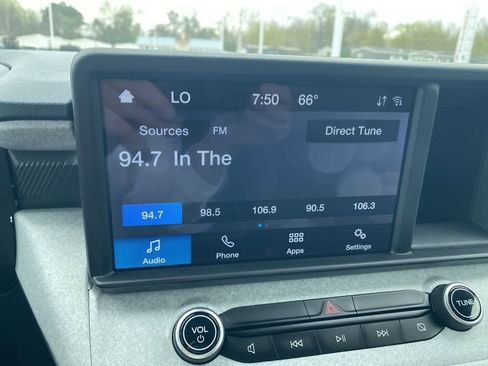 LO 7:50 66°
Sources FM Direct Tune
94.7 In The
94.7 98.5 106.9 90.5 106.3
Audio Phone Apps Settings
VOL TUNE